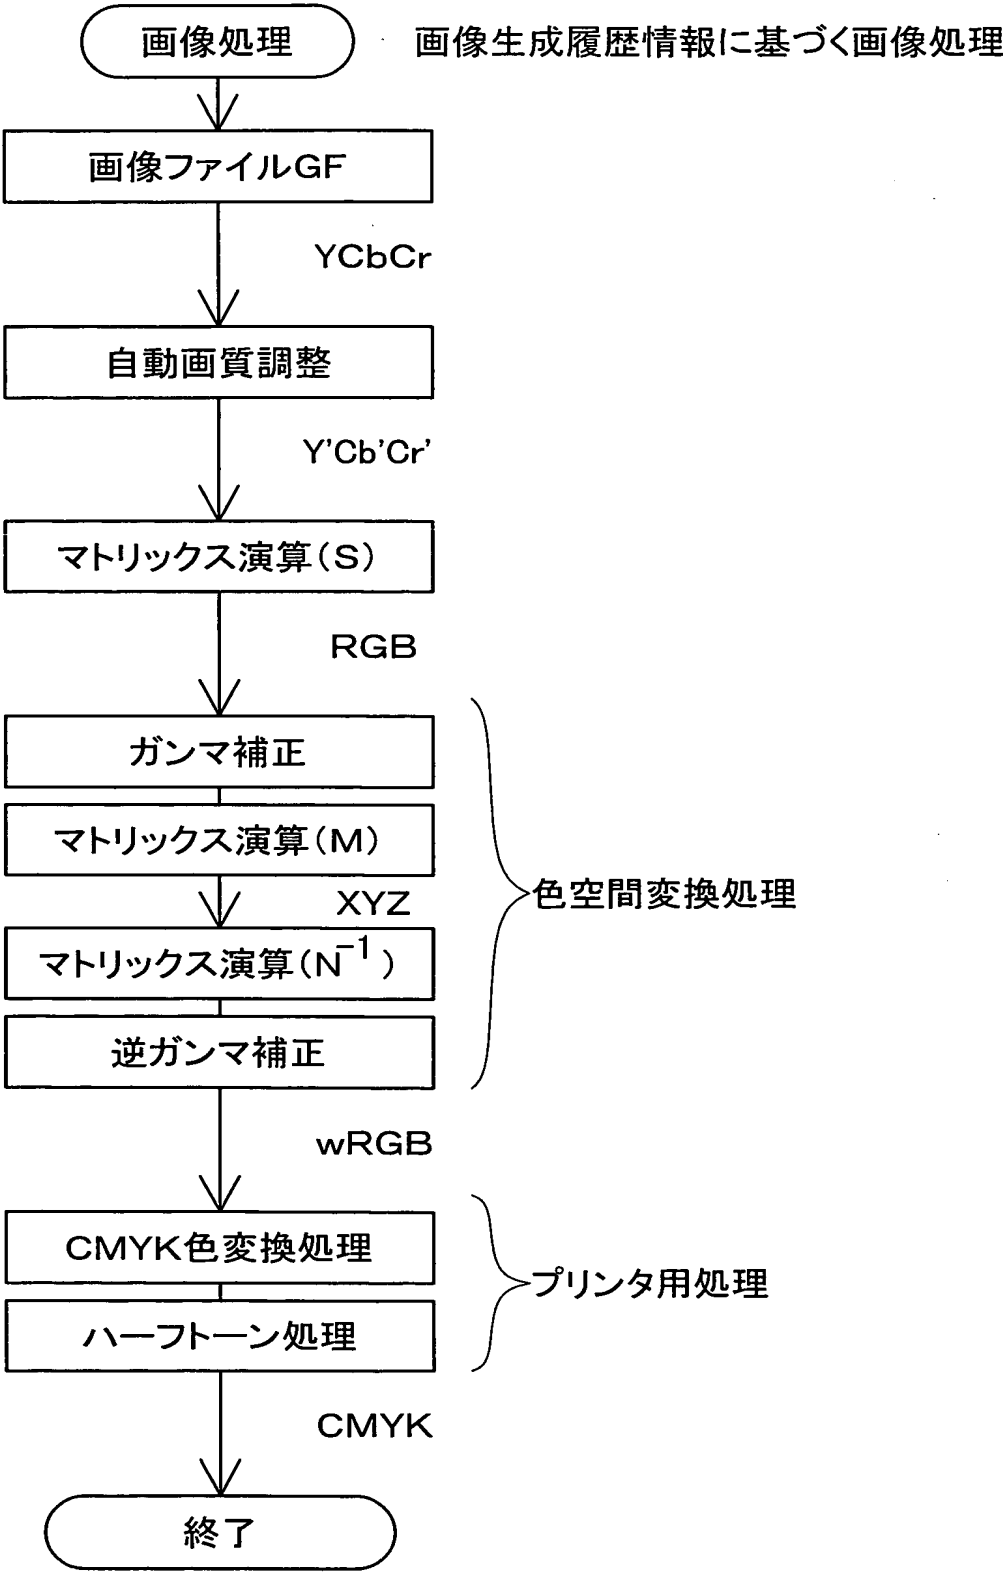 画像処理
画像生成履歴情報に基づく画像処理
画像ファイルGF
YCbCr
自動画質調整
Y'Cb'Cr'
マトリックス演算(S)
RGB
ガンマ補正
マトリックス演算(M)
XYZ
マトリックス演算(N⁻¹)
逆ガンマ補正
色空間変換処理
wRGB
CMYK色変換処理
ハーフトーン処理
プリンタ用処理
CMYK
終了